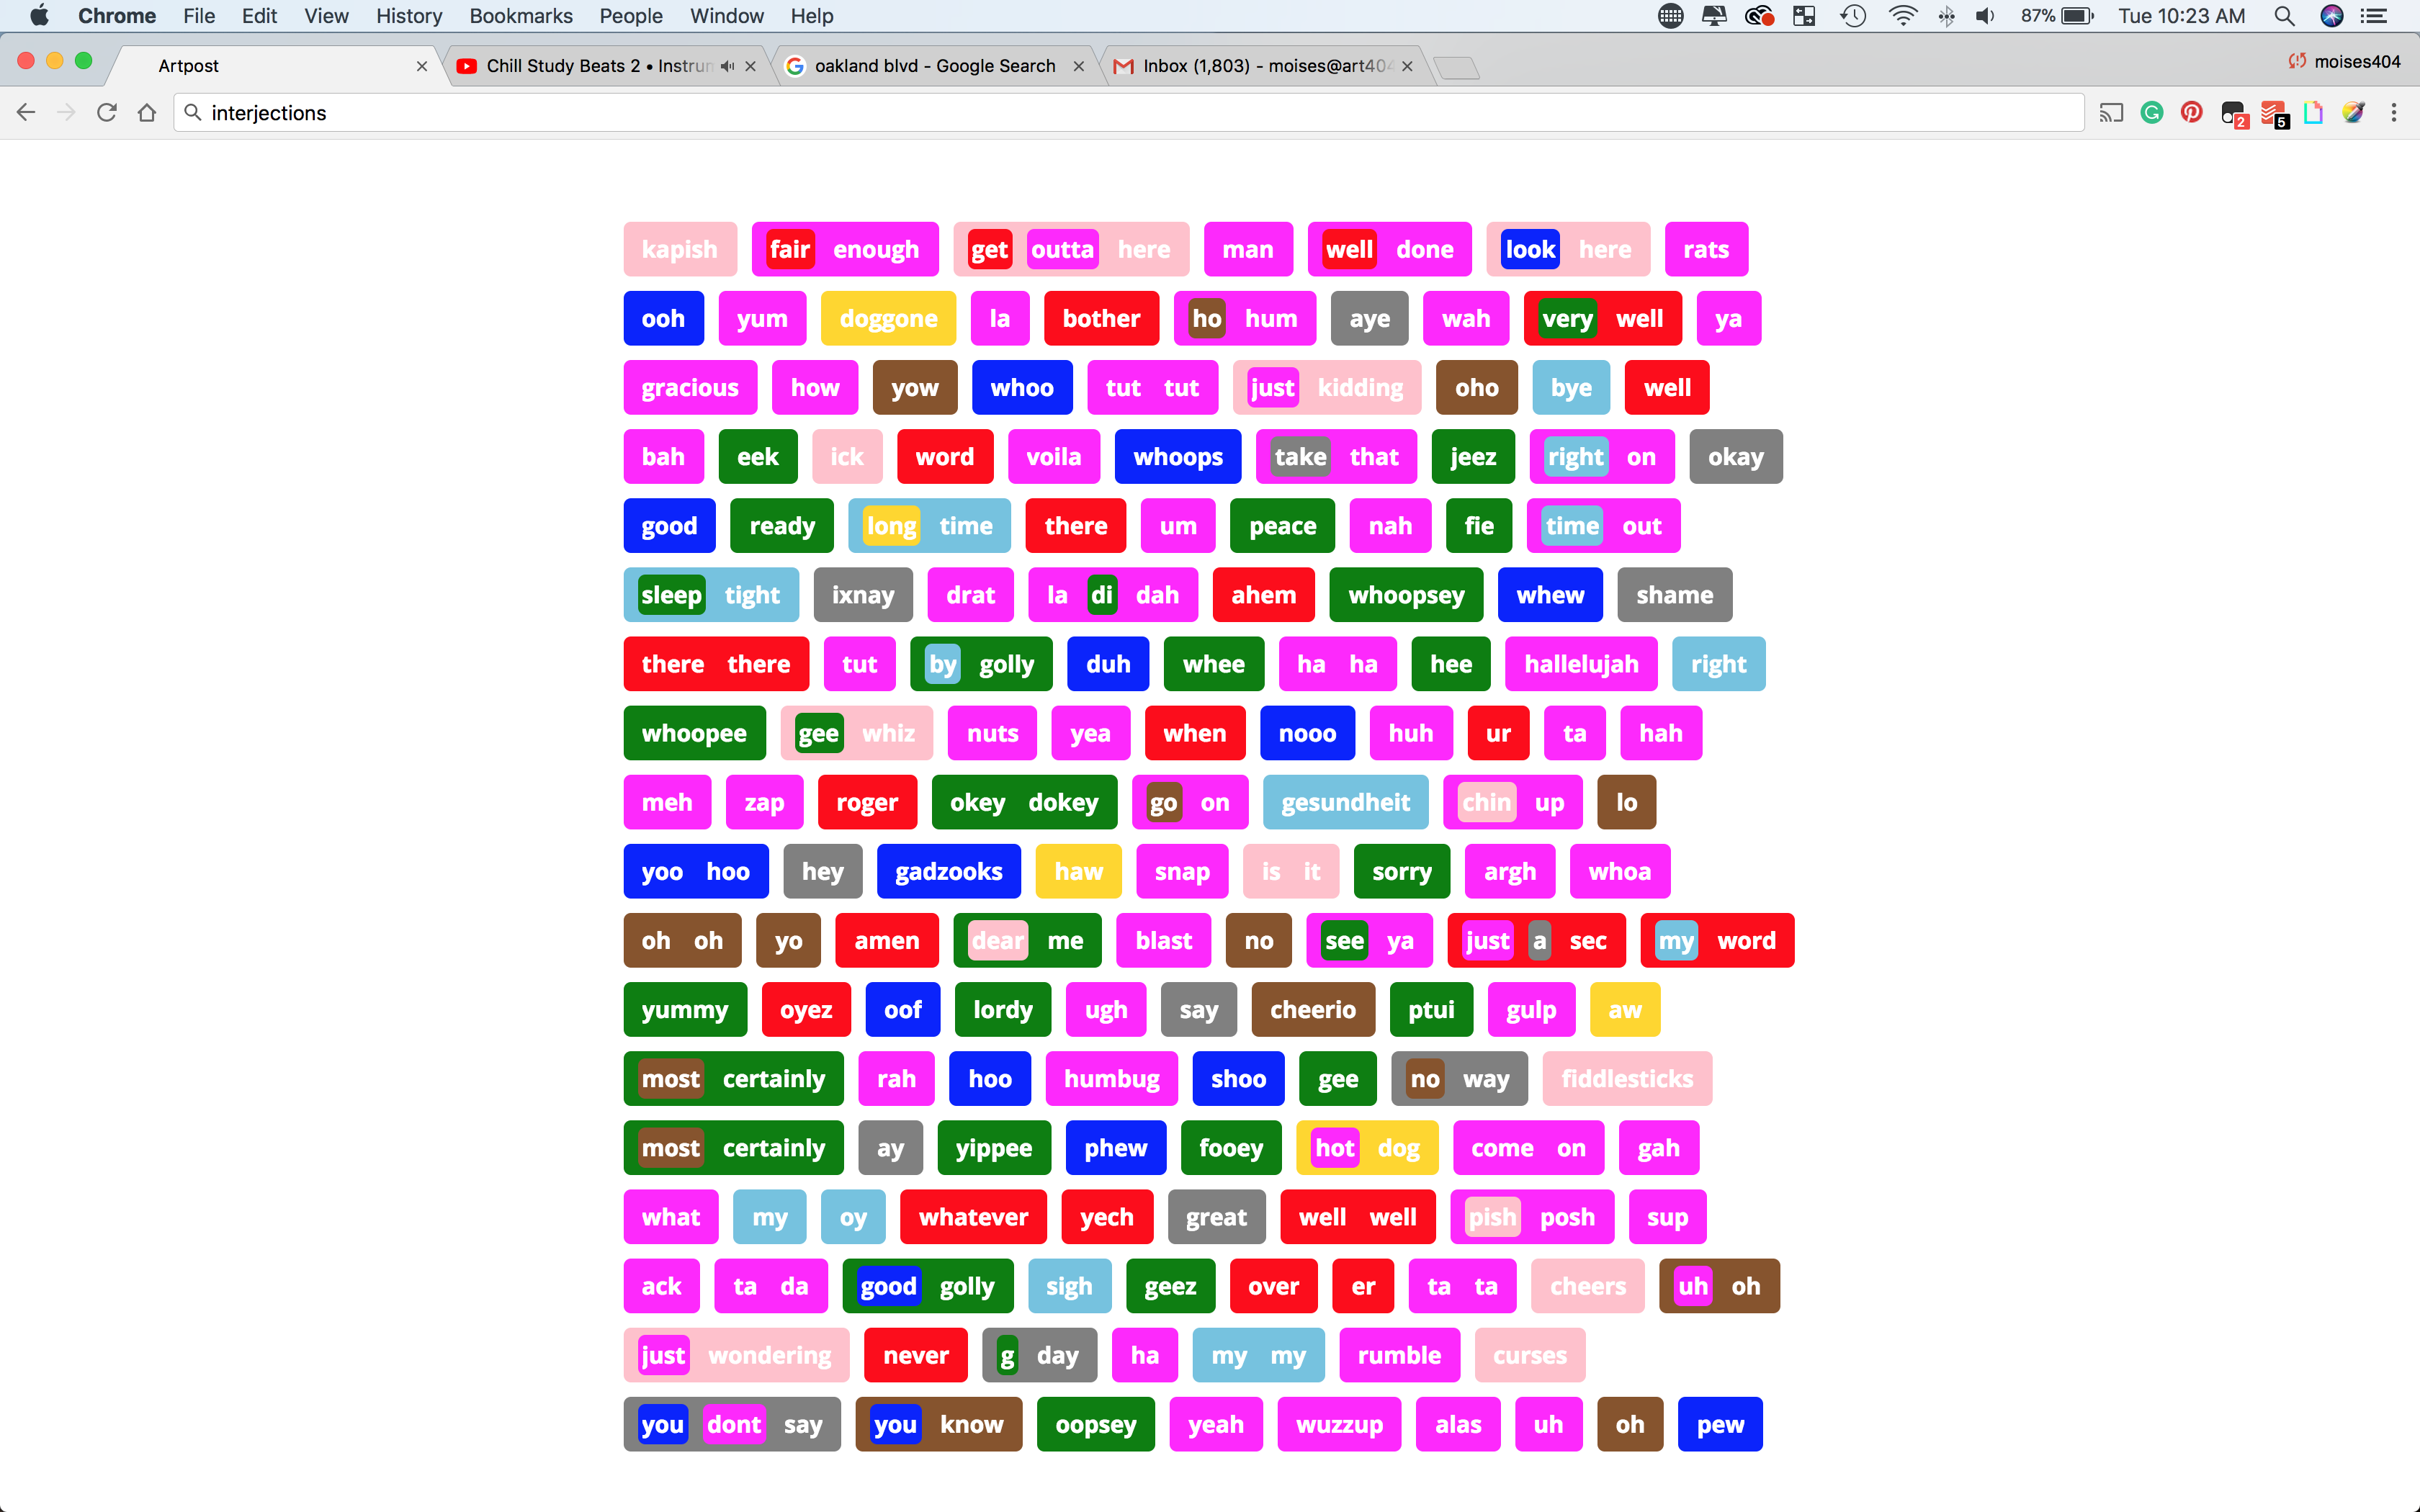 Chrome File Edit View History Bookmarks People Window Help 87% Tue 10:23 AM
Artpost Chill Study Beats 2 • Instrum oakland blvd - Google Search Inbox (1,803) - moises@art404 moises404
interjections 2 5
kapish fair enough get outta here man well done look here rats
ooh yum doggone la bother ho hum aye wah very well ya
gracious how yow whoo tut tut just kidding oho bye well
bah eek ick word voila whoops take that jeez right on okay
good ready long time there um peace nah fie time out
sleep tight ixnay drat la di dah ahem whoopsey whew shame
there there tut by golly duh whee ha ha hee hallelujah right
whoopee gee whiz nuts yea when nooo huh ur ta hah
meh zap roger okey dokey go on gesundheit chin up lo
yoo hoo hey gadzooks haw snap is it sorry argh whoa
oh oh yo amen dear me blast no see ya just a sec my word
yummy oyez oof lordy ugh say cheerio ptui gulp aw
most certainly rah hoo humbug shoo gee no way fiddlesticks
most certainly ay yippee phew fooey hot dog come on gah
what my oy whatever yech great well well pish posh sup
ack ta da good golly sigh geez over er ta ta cheers uh oh
just wondering never g day ha my my rumble curses
you dont say you know oopsey yeah wuzzup alas uh oh pew